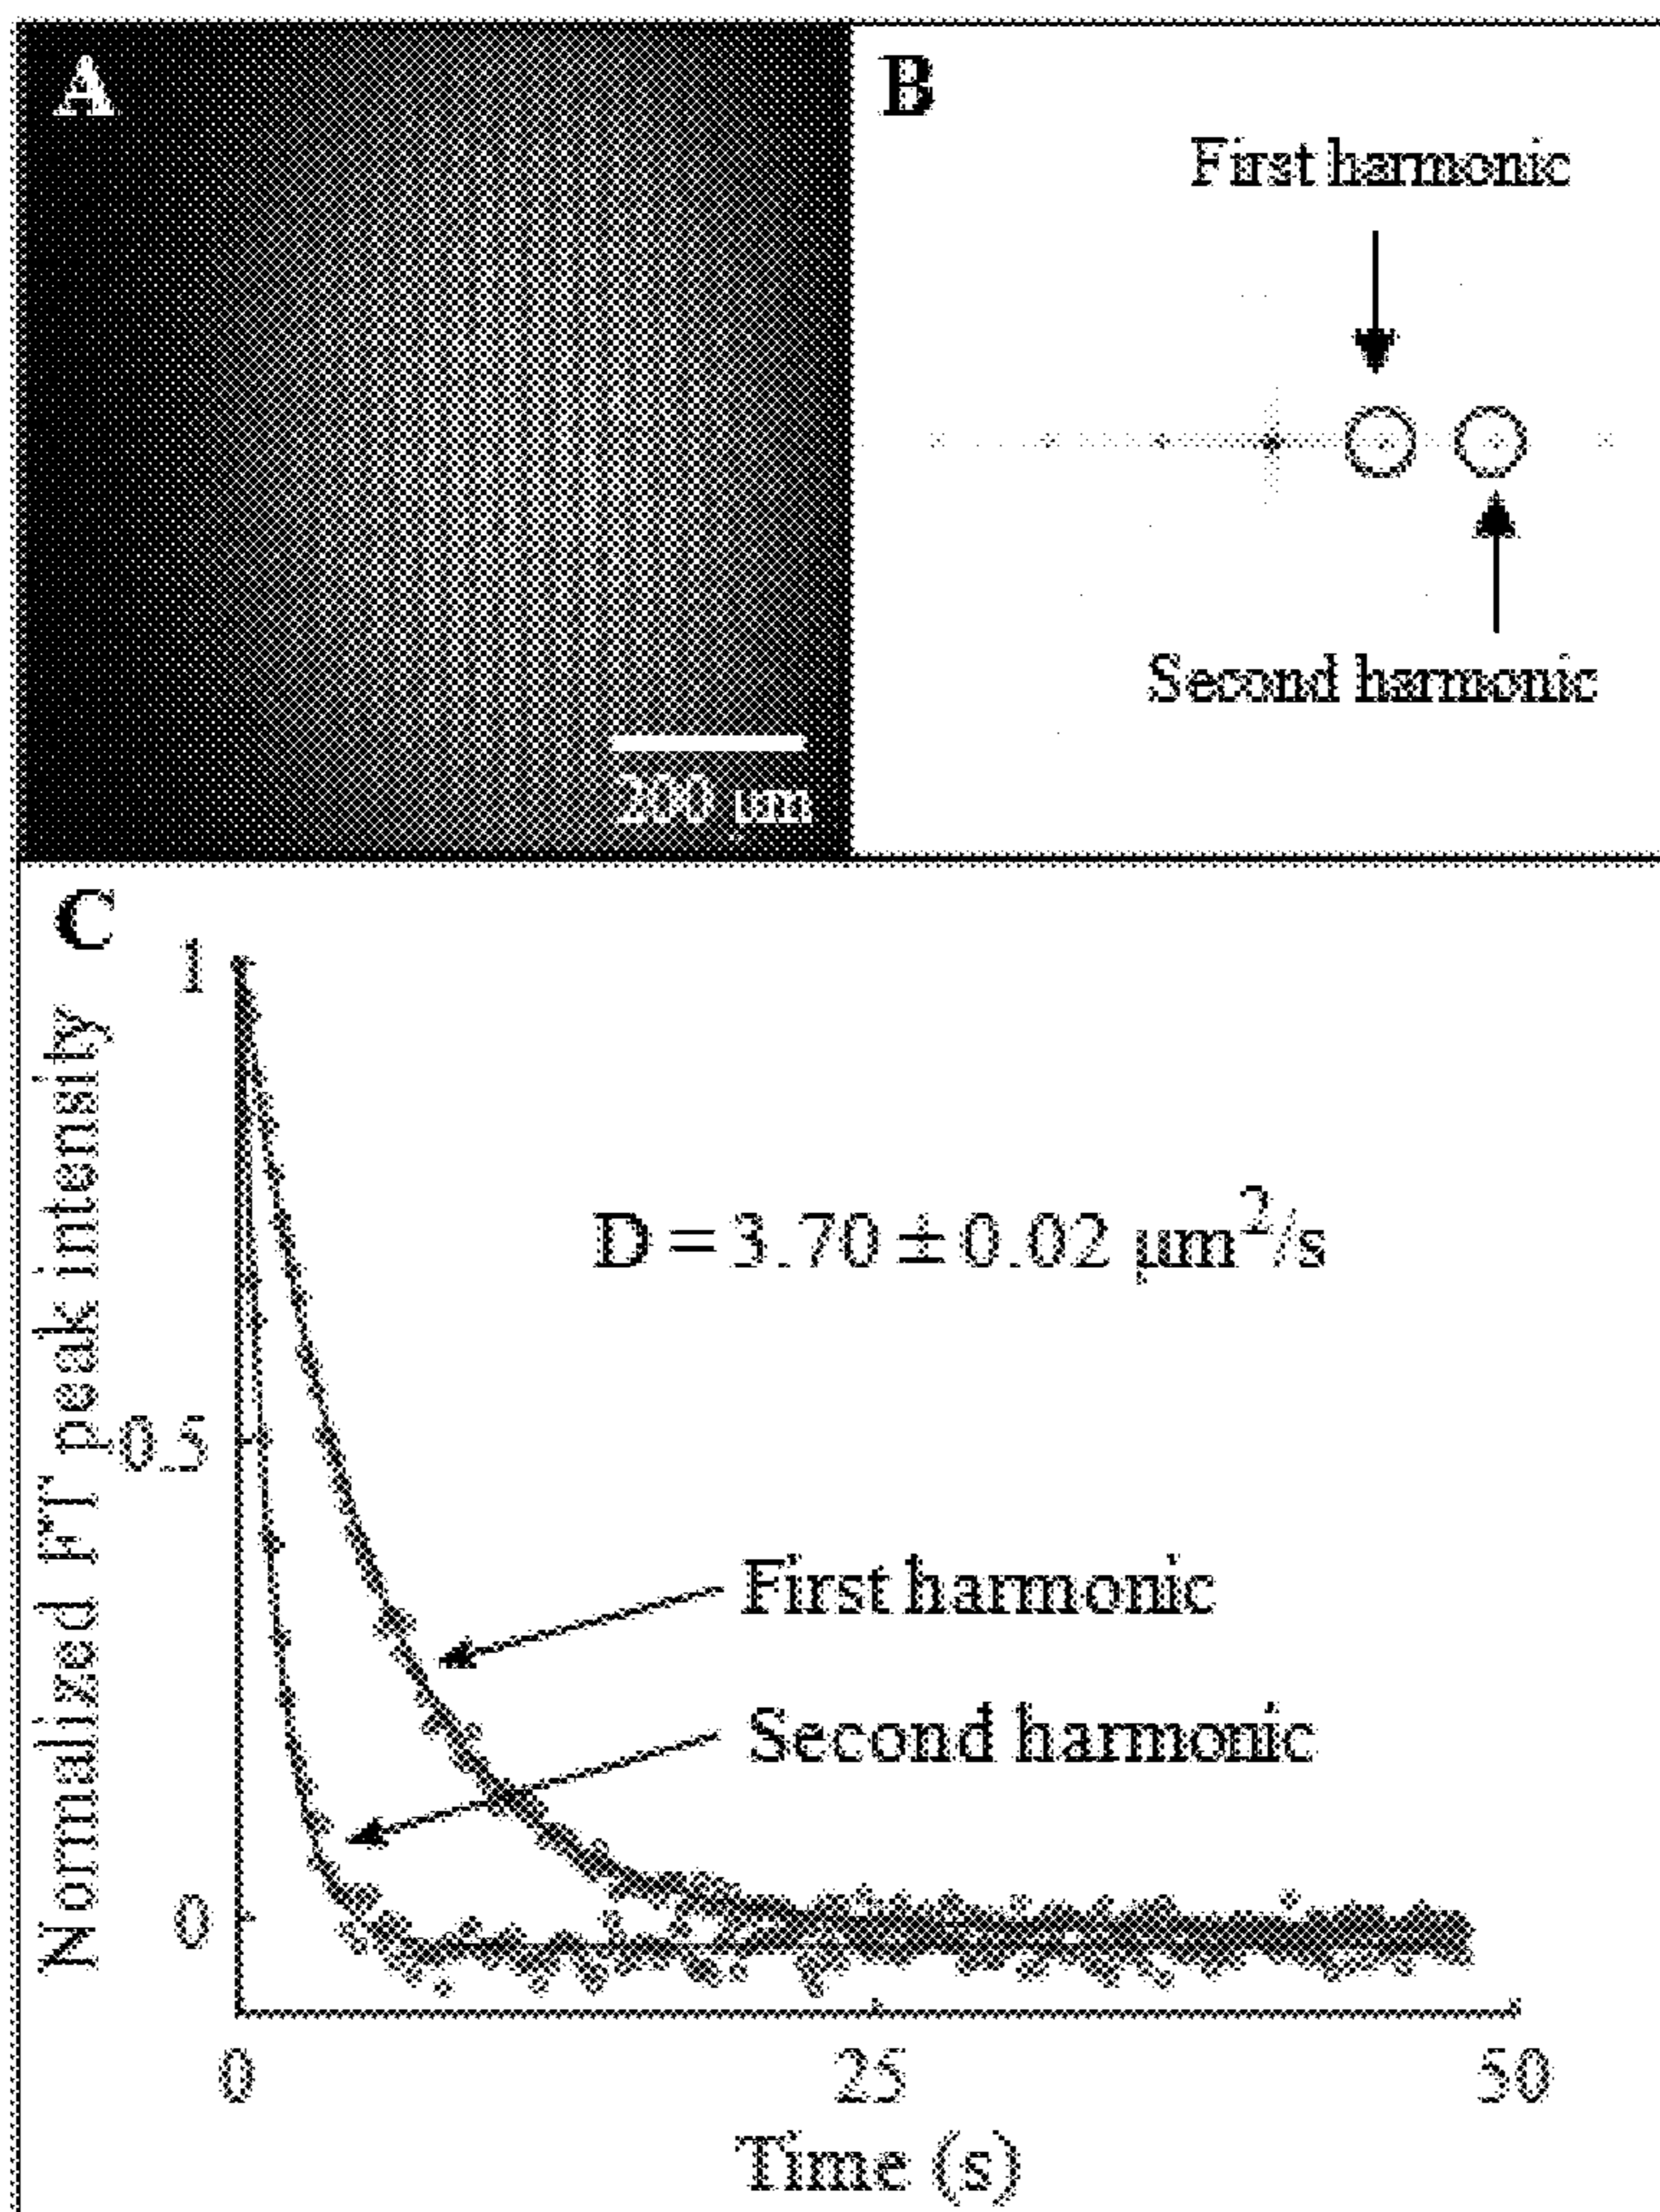 A
200 µm
B
First harmonic
Second harmonic
C
Normalized FT peak intensity
1
0.5
0
D = 3.70 ± 0.02 µm²/s
First harmonic
Second harmonic
0 25 50
Time (s)